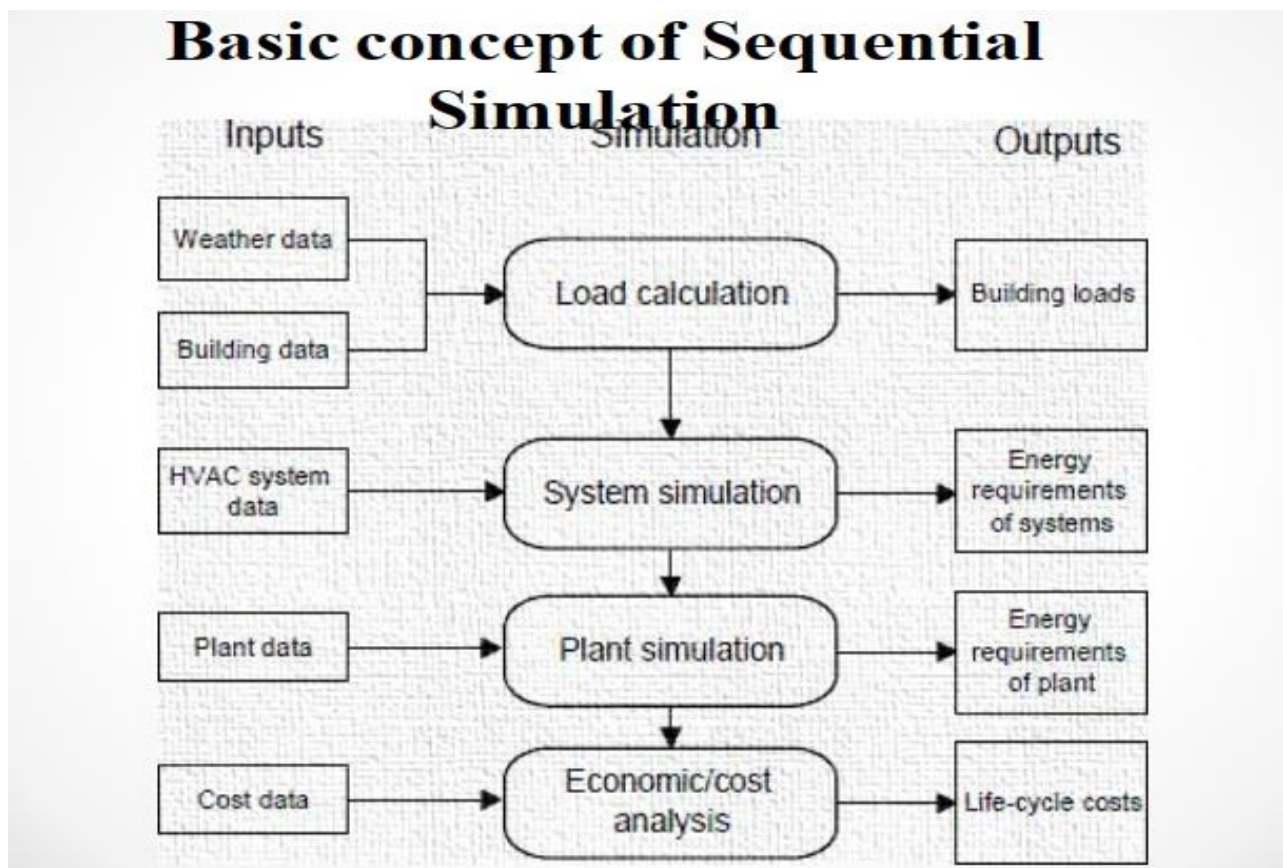 Basic concept of Sequential
Simulation
Inputs
Simulation
Outputs
Weather data
Building data
Load calculation
Building loads
HVAC system
data
System simulation
Energy
requirements
of systems
Plant data
Plant simulation
Energy
requirements
of plant
Cost data
Economic/cost
analysis
Life-cycle costs